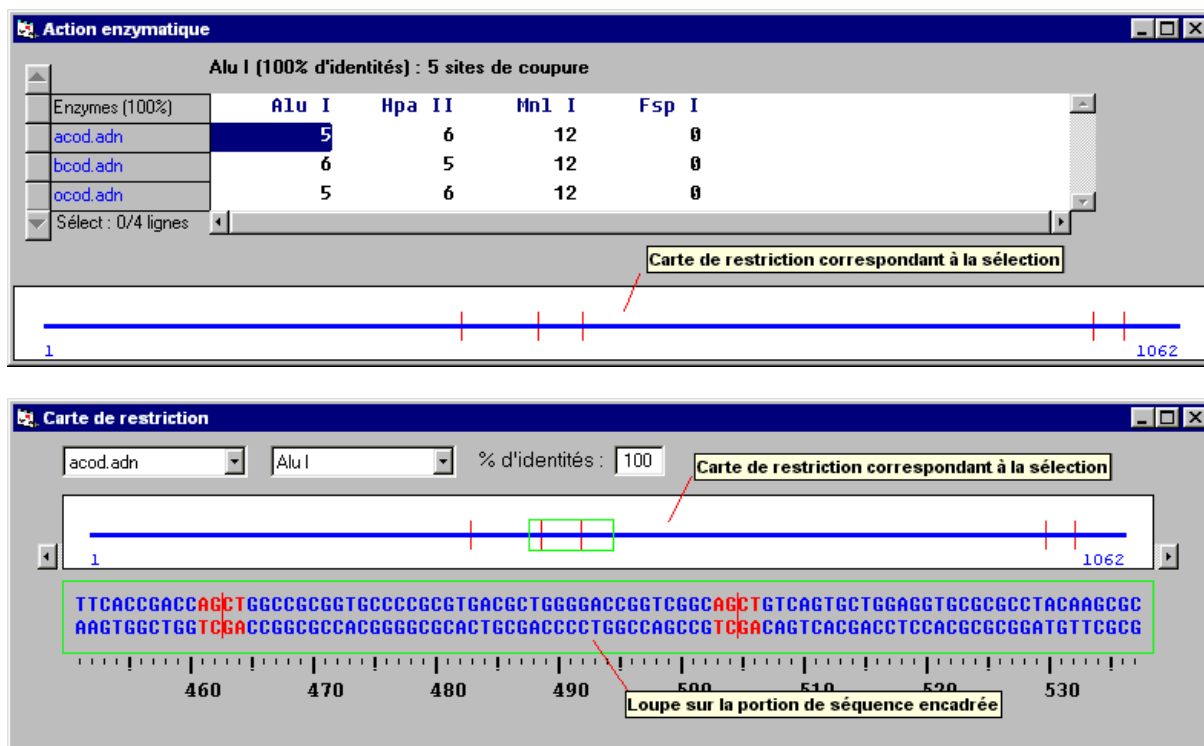 Action enzymatique
Alu I (100% d'identités) : 5 sites de coupure
Enzymes (100%) Alu I Hpa II Mnl I Fsp I
acod.adn 5 6 12 0
bcod.adn 6 5 12 0
ocod.adn 5 6 12 0
Sélect : 0/4 lignes
Carte de restriction correspondant à la sélection
1 1062
Carte de restriction
acod.adn Alu I % d'identités : 100
Carte de restriction correspondant à la sélection
1 1062
TTCACCGACCAGCTGGCCGCGGTGCCCCGCGTGACGCTGGGGACCGGTCGGCAGCTGTCAGTGCTGGAGGTGCGCGCCTACAAGCGC
AAGTGGCTGGTCGACCGGCGCCACGGGGCGCACTGCGACCCCTGGCCAGCCGTCGACAGTCACGACCTCCACGCGCGGATGTTCGCG
460 470 480 490 500 510 520 530
Loupe sur la portion de séquence encadrée